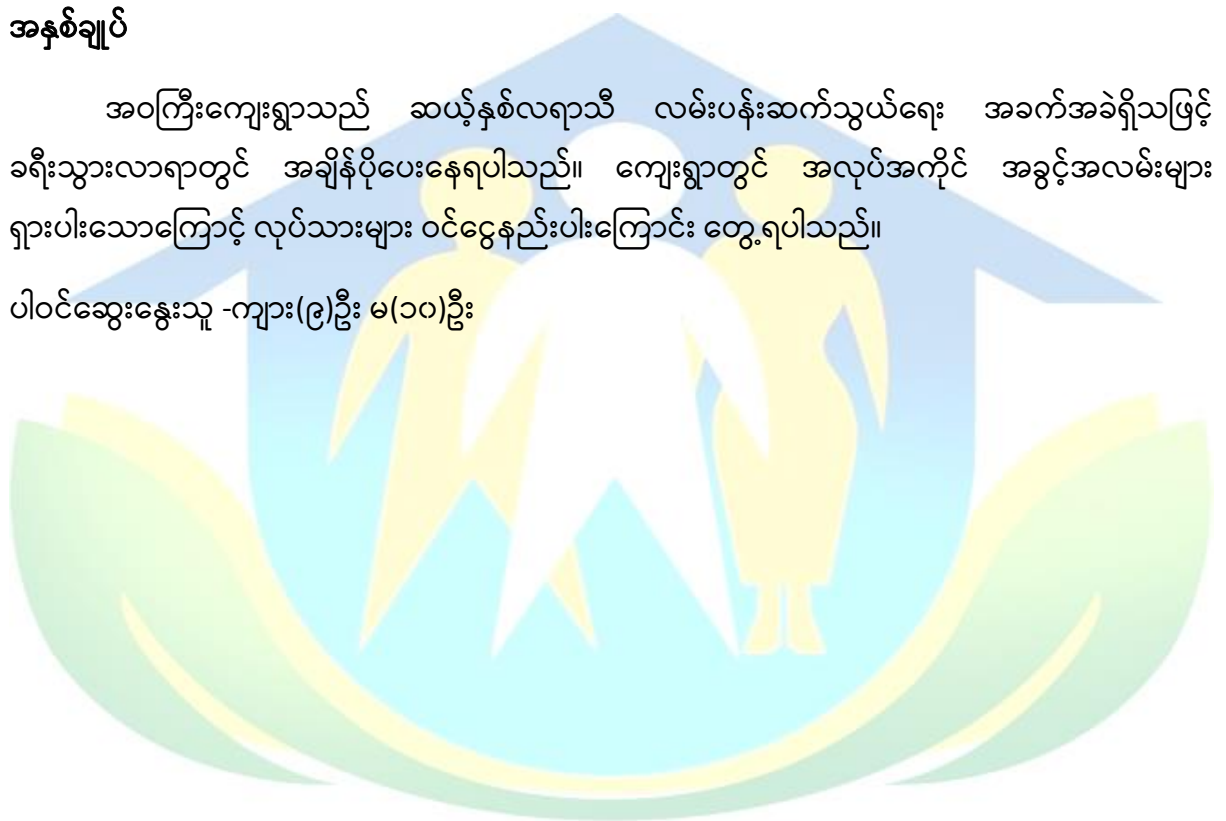 အနှစ်ချုပ်
အဝကြီးကျေးရွာသည် ဆယ့်နှစ်လရာသီ လမ်းပန်းဆက်သွယ်ရေး အခက်အခဲရှိသဖြင့်
ခရီးသွားလာရာတွင် အချိန်ပိုပေးနေရပါသည်။ ကျေးရွာတွင် အလုပ်အကိုင် အခွင့်အလမ်းများ
ရှားပါးသောကြောင့် လုပ်သားများ ဝင်ငွေနည်းပါးကြောင်း တွေ့ရပါသည်။
ပါဝင်ဆွေးနွေးသူ -ကျား(၉)ဦး မ(၁၀)ဦး